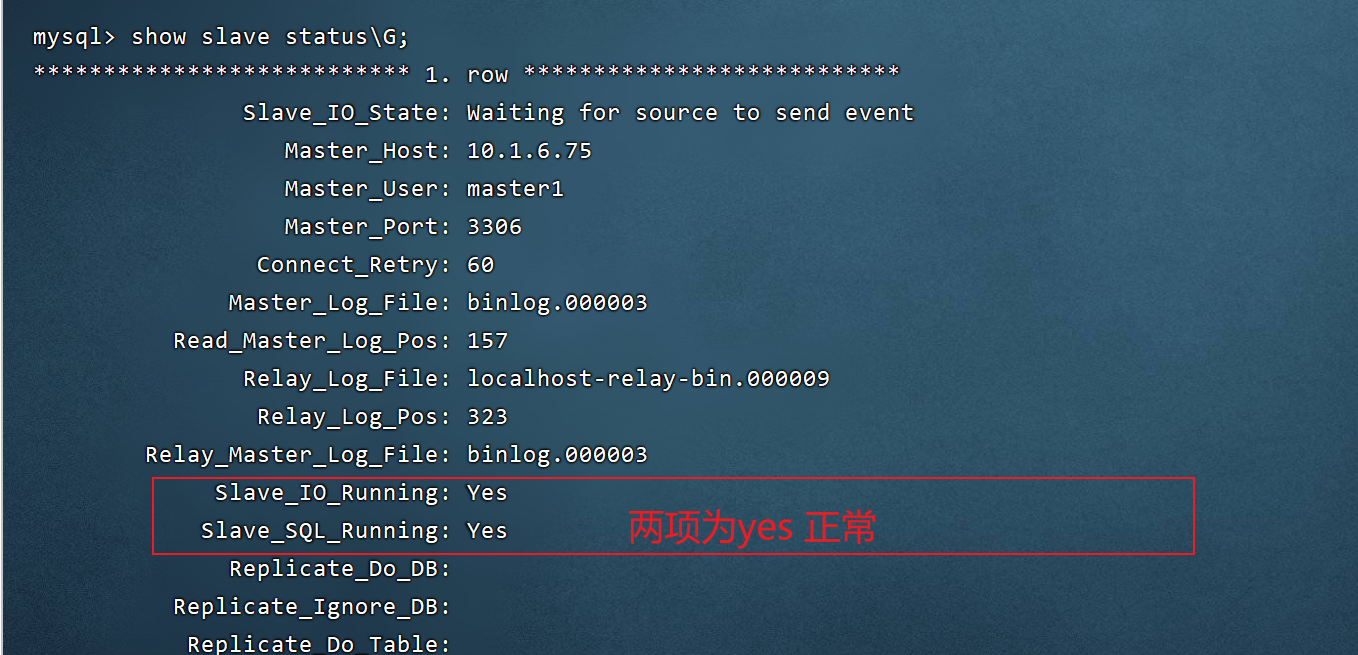 mysql> show slave status\G;
*************************** 1. row ***************************
Slave_IO_State: Waiting for source to send event
Master_Host: 10.1.6.75
Master_User: master1
Master_Port: 3306
Connect_Retry: 60
Master_Log_File: binlog.000003
Read_Master_Log_Pos: 157
Relay_Log_File: localhost-relay-bin.000009
Relay_Log_Pos: 323
Relay_Master_Log_File: binlog.000003
Slave_IO_Running: Yes
Slave_SQL_Running: Yes 两项为yes 正常
Replicate_Do_DB:
Replicate_Ignore_DB:
Replicate_Do_Table: